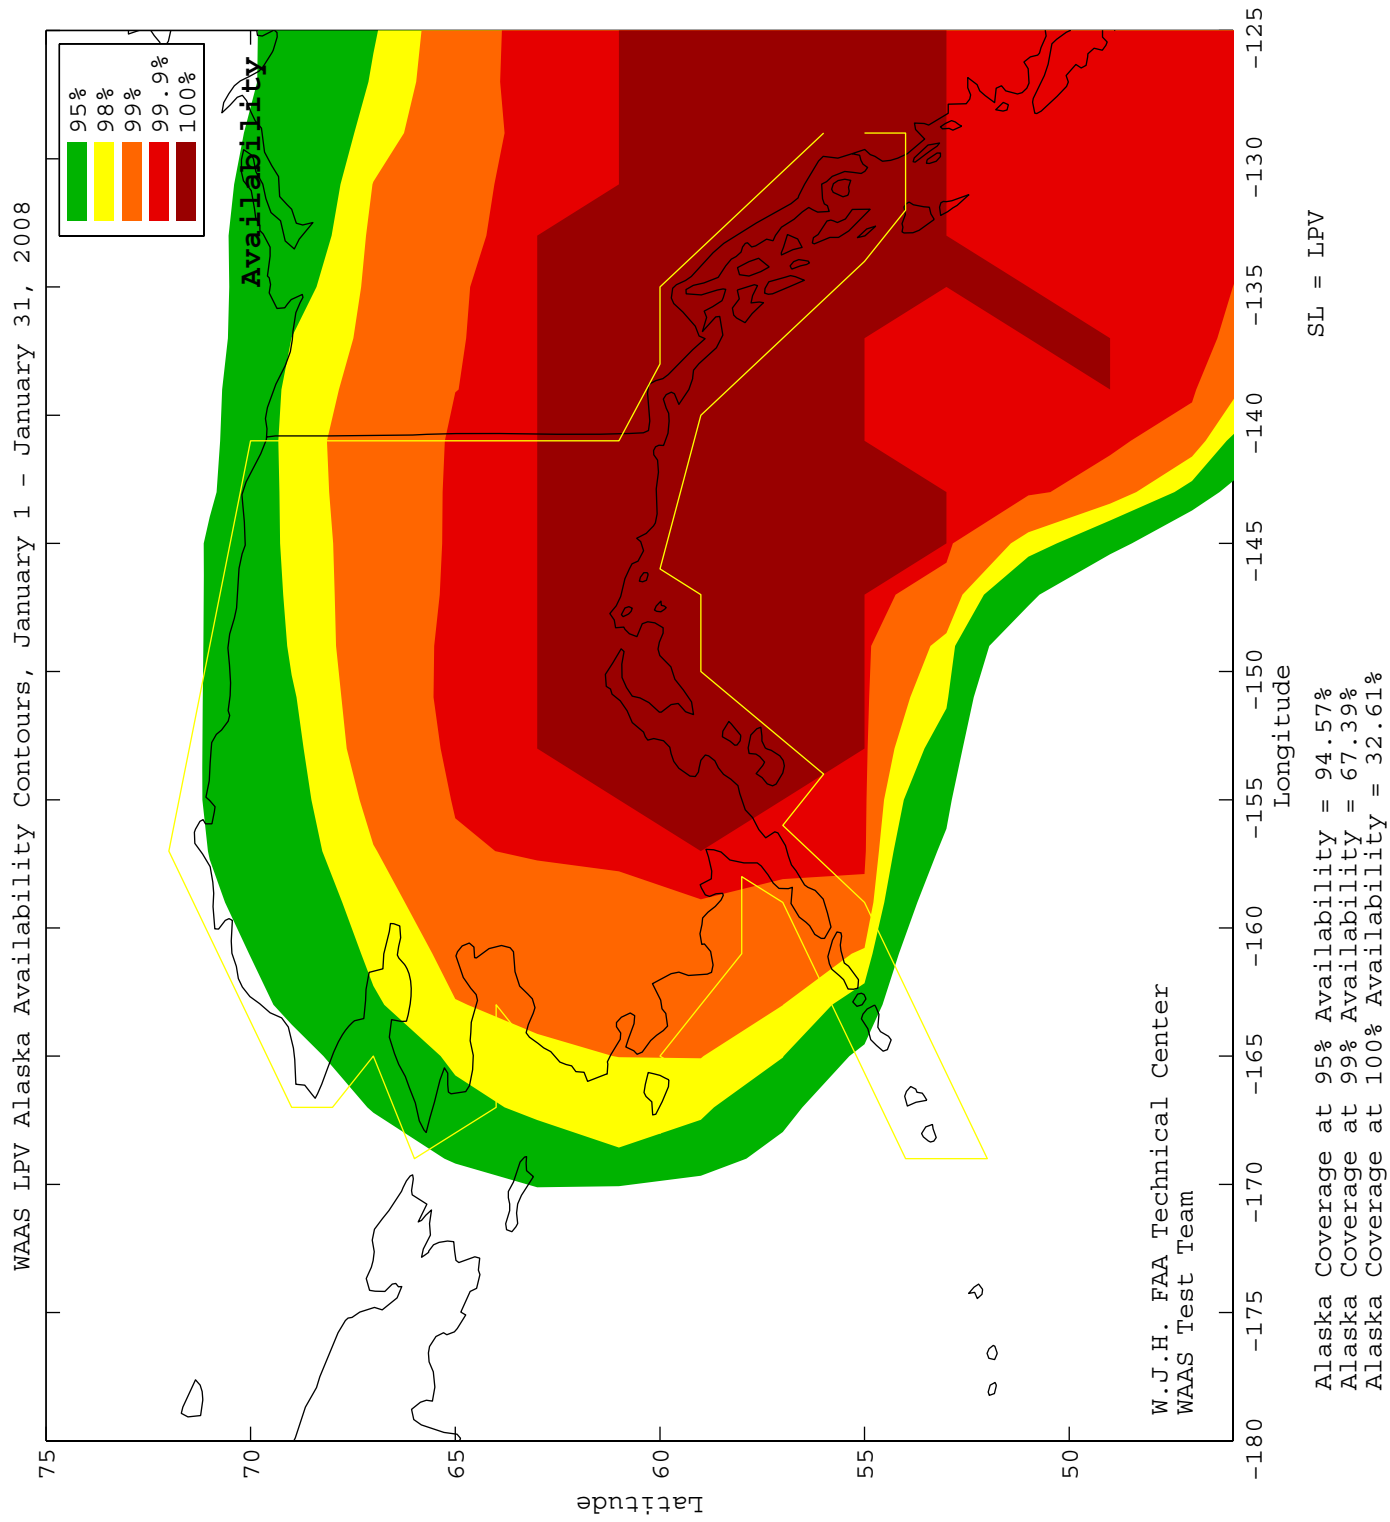 WAAS LPV Alaska Availability Contours, January 1 - January 31, 2008
95%
98%
99%
99.9%
100%
Availability
75
70
65
60
55
50
Latitude
-180
-175
-170
-165
-160
-155
-150
-145
-140
-135
-130
-125
Longitude
W.J.H. FAA Technical Center
WAAS Test Team
SL = LPV
Alaska Coverage at 95% Availability = 94.57%
Alaska Coverage at 99% Availability = 67.39%
Alaska Coverage at 100% Availability = 32.61%